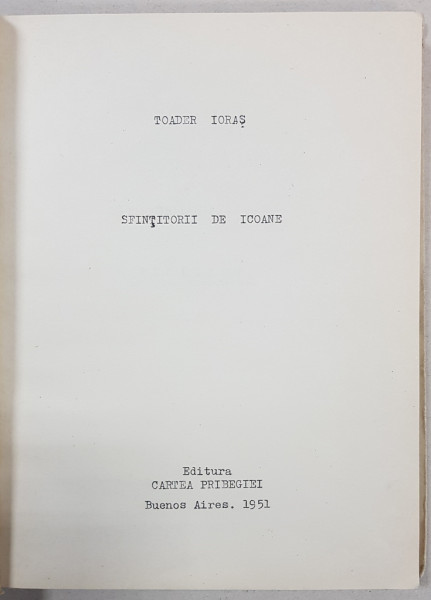 TOADER IORAȘ
SFINȚITORII DE ICOANE
Editura
CARTEA PRIBEGIEI
Buenos Aires. 1951